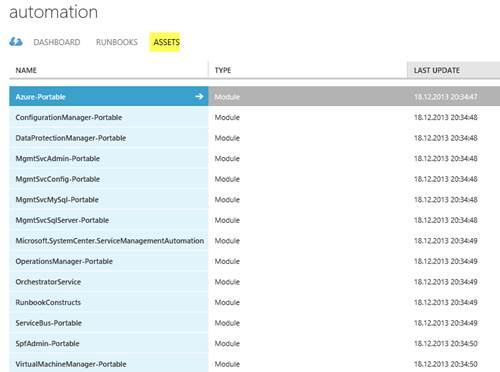 automation
DASHBOARD RUNBOOKS ASSETS
NAME TYPE LAST UPDATE
Azure-Portable Module 18.12.2013 20:34:47
ConfigurationManager-Portable Module 18.12.2013 20:34:48
DataProtectionManager-Portable Module 18.12.2013 20:34:48
MgmtSvcAdmin-Portable Module 18.12.2013 20:34:48
MgmtSvcConfig-Portable Module 18.12.2013 20:34:48
MgmtSvcMySql-Portable Module 18.12.2013 20:34:48
MgmtSvcSqlServer-Portable Module 18.12.2013 20:34:48
Microsoft.SystemCenter.ServiceManagementAutomation Module 18.12.2013 20:34:49
OperationsManager-Portable Module 18.12.2013 20:34:49
OrchestratorService Module 18.12.2013 20:34:49
RunbookConstructs Module 18.12.2013 20:34:49
ServiceBus-Portable Module 18.12.2013 20:34:49
SpfAdmin-Portable Module 18.12.2013 20:34:50
VirtualMachineManager-Portable Module 18.12.2013 20:34:50